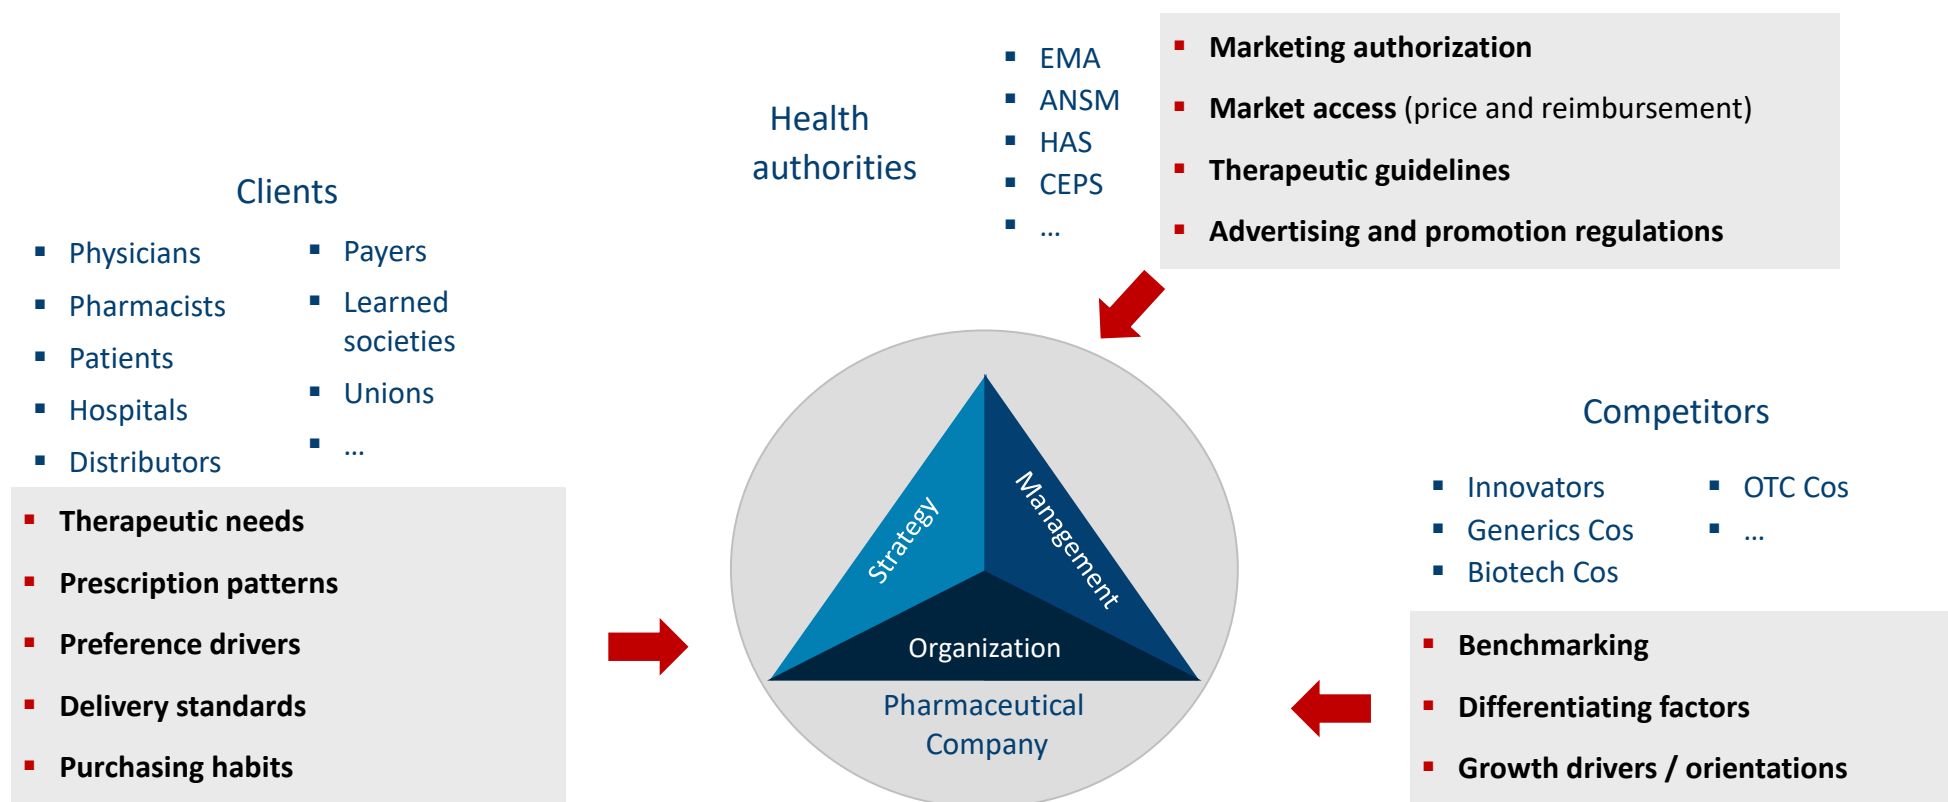 Health
authorities
EMA
ANSM
HAS
CEPS
...
Marketing authorization
Market access (price and reimbursement)
Therapeutic guidelines
Advertising and promotion regulations
Clients
Physicians
Pharmacists
Patients
Hospitals
Distributors
Payers
Learned
societies
Unions
...
Therapeutic needs
Prescription patterns
Preference drivers
Delivery standards
Purchasing habits
Strategy
Management
Organization
Pharmaceutical
Company
Competitors
Innovators
Generics Cos
Biotech Cos
OTC Cos
...
Benchmarking
Differentiating factors
Growth drivers / orientations